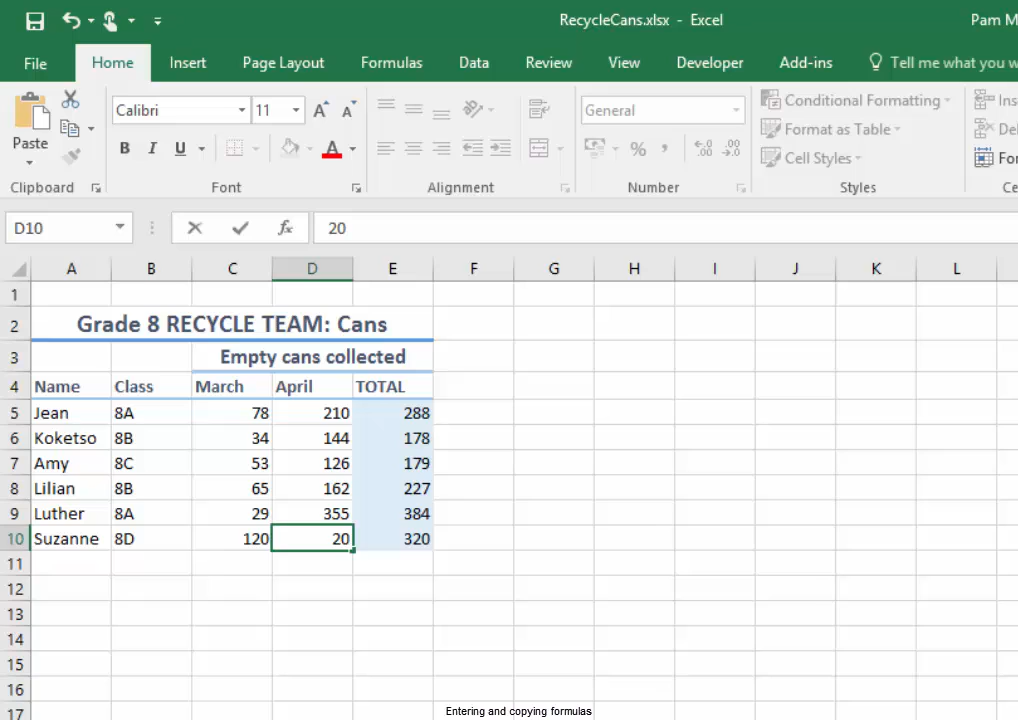 RecycleCans.xlsx - Excel
Pam M
File Home Insert Page Layout Formulas Data Review View Developer Add-ins Tell me what you w
Calibri 11 General Conditional Formatting Ins
Paste B I U A % , Format as Table Del
Cell Styles For
Clipboard Font Alignment Number Styles Ce
D10 fx 20
A B C D E F G H I J K L
1
2 Grade 8 RECYCLE TEAM: Cans
3 Empty cans collected
4 Name Class March April TOTAL
5 Jean 8A 78 210 288
6 Koketso 8B 34 144 178
7 Amy 8C 53 126 179
8 Lilian 8B 65 162 227
9 Luther 8A 29 355 384
10 Suzanne 8D 120 20 320
11
12
13
14
15
16
17
Entering and copying formulas